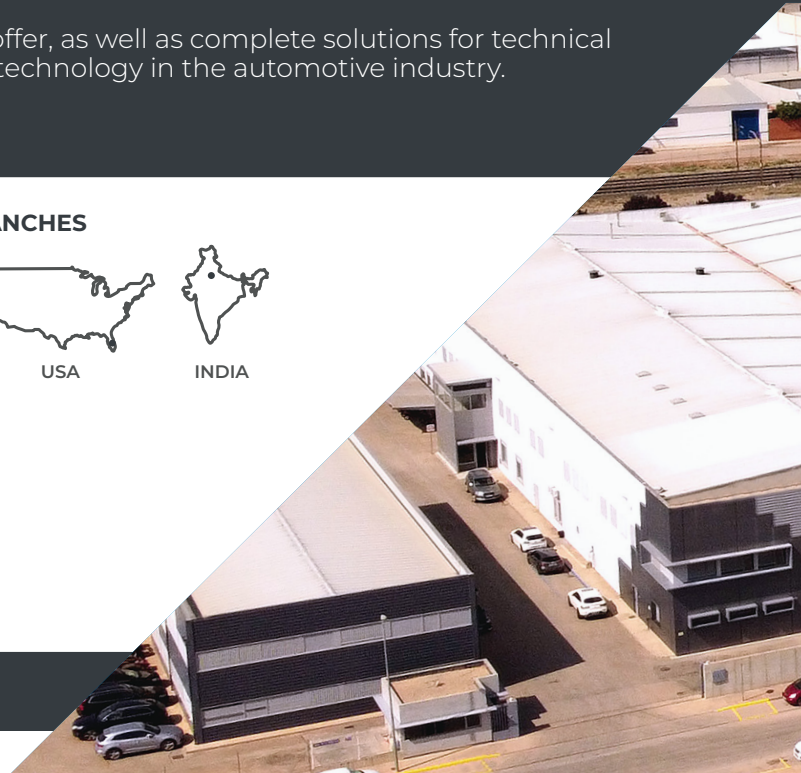 offer, as well as complete solutions for technical
technology in the automotive industry.
ANCHES
USA
INDIA